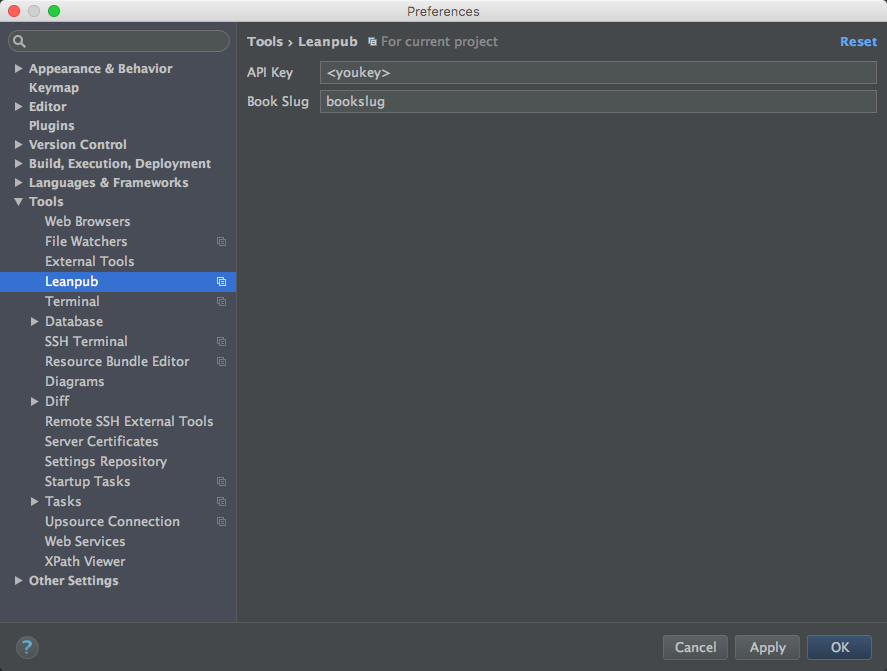 Preferences
Tools › Leanpub For current project Reset
API Key <youkey>
Book Slug bookslug
Appearance & Behavior
Keymap
Editor
Plugins
Version Control
Build, Execution, Deployment
Languages & Frameworks
Tools
Web Browsers
File Watchers
External Tools
Leanpub
Terminal
Database
SSH Terminal
Resource Bundle Editor
Diagrams
Diff
Remote SSH External Tools
Server Certificates
Settings Repository
Startup Tasks
Tasks
Upsource Connection
Web Services
XPath Viewer
Other Settings
? Cancel Apply OK